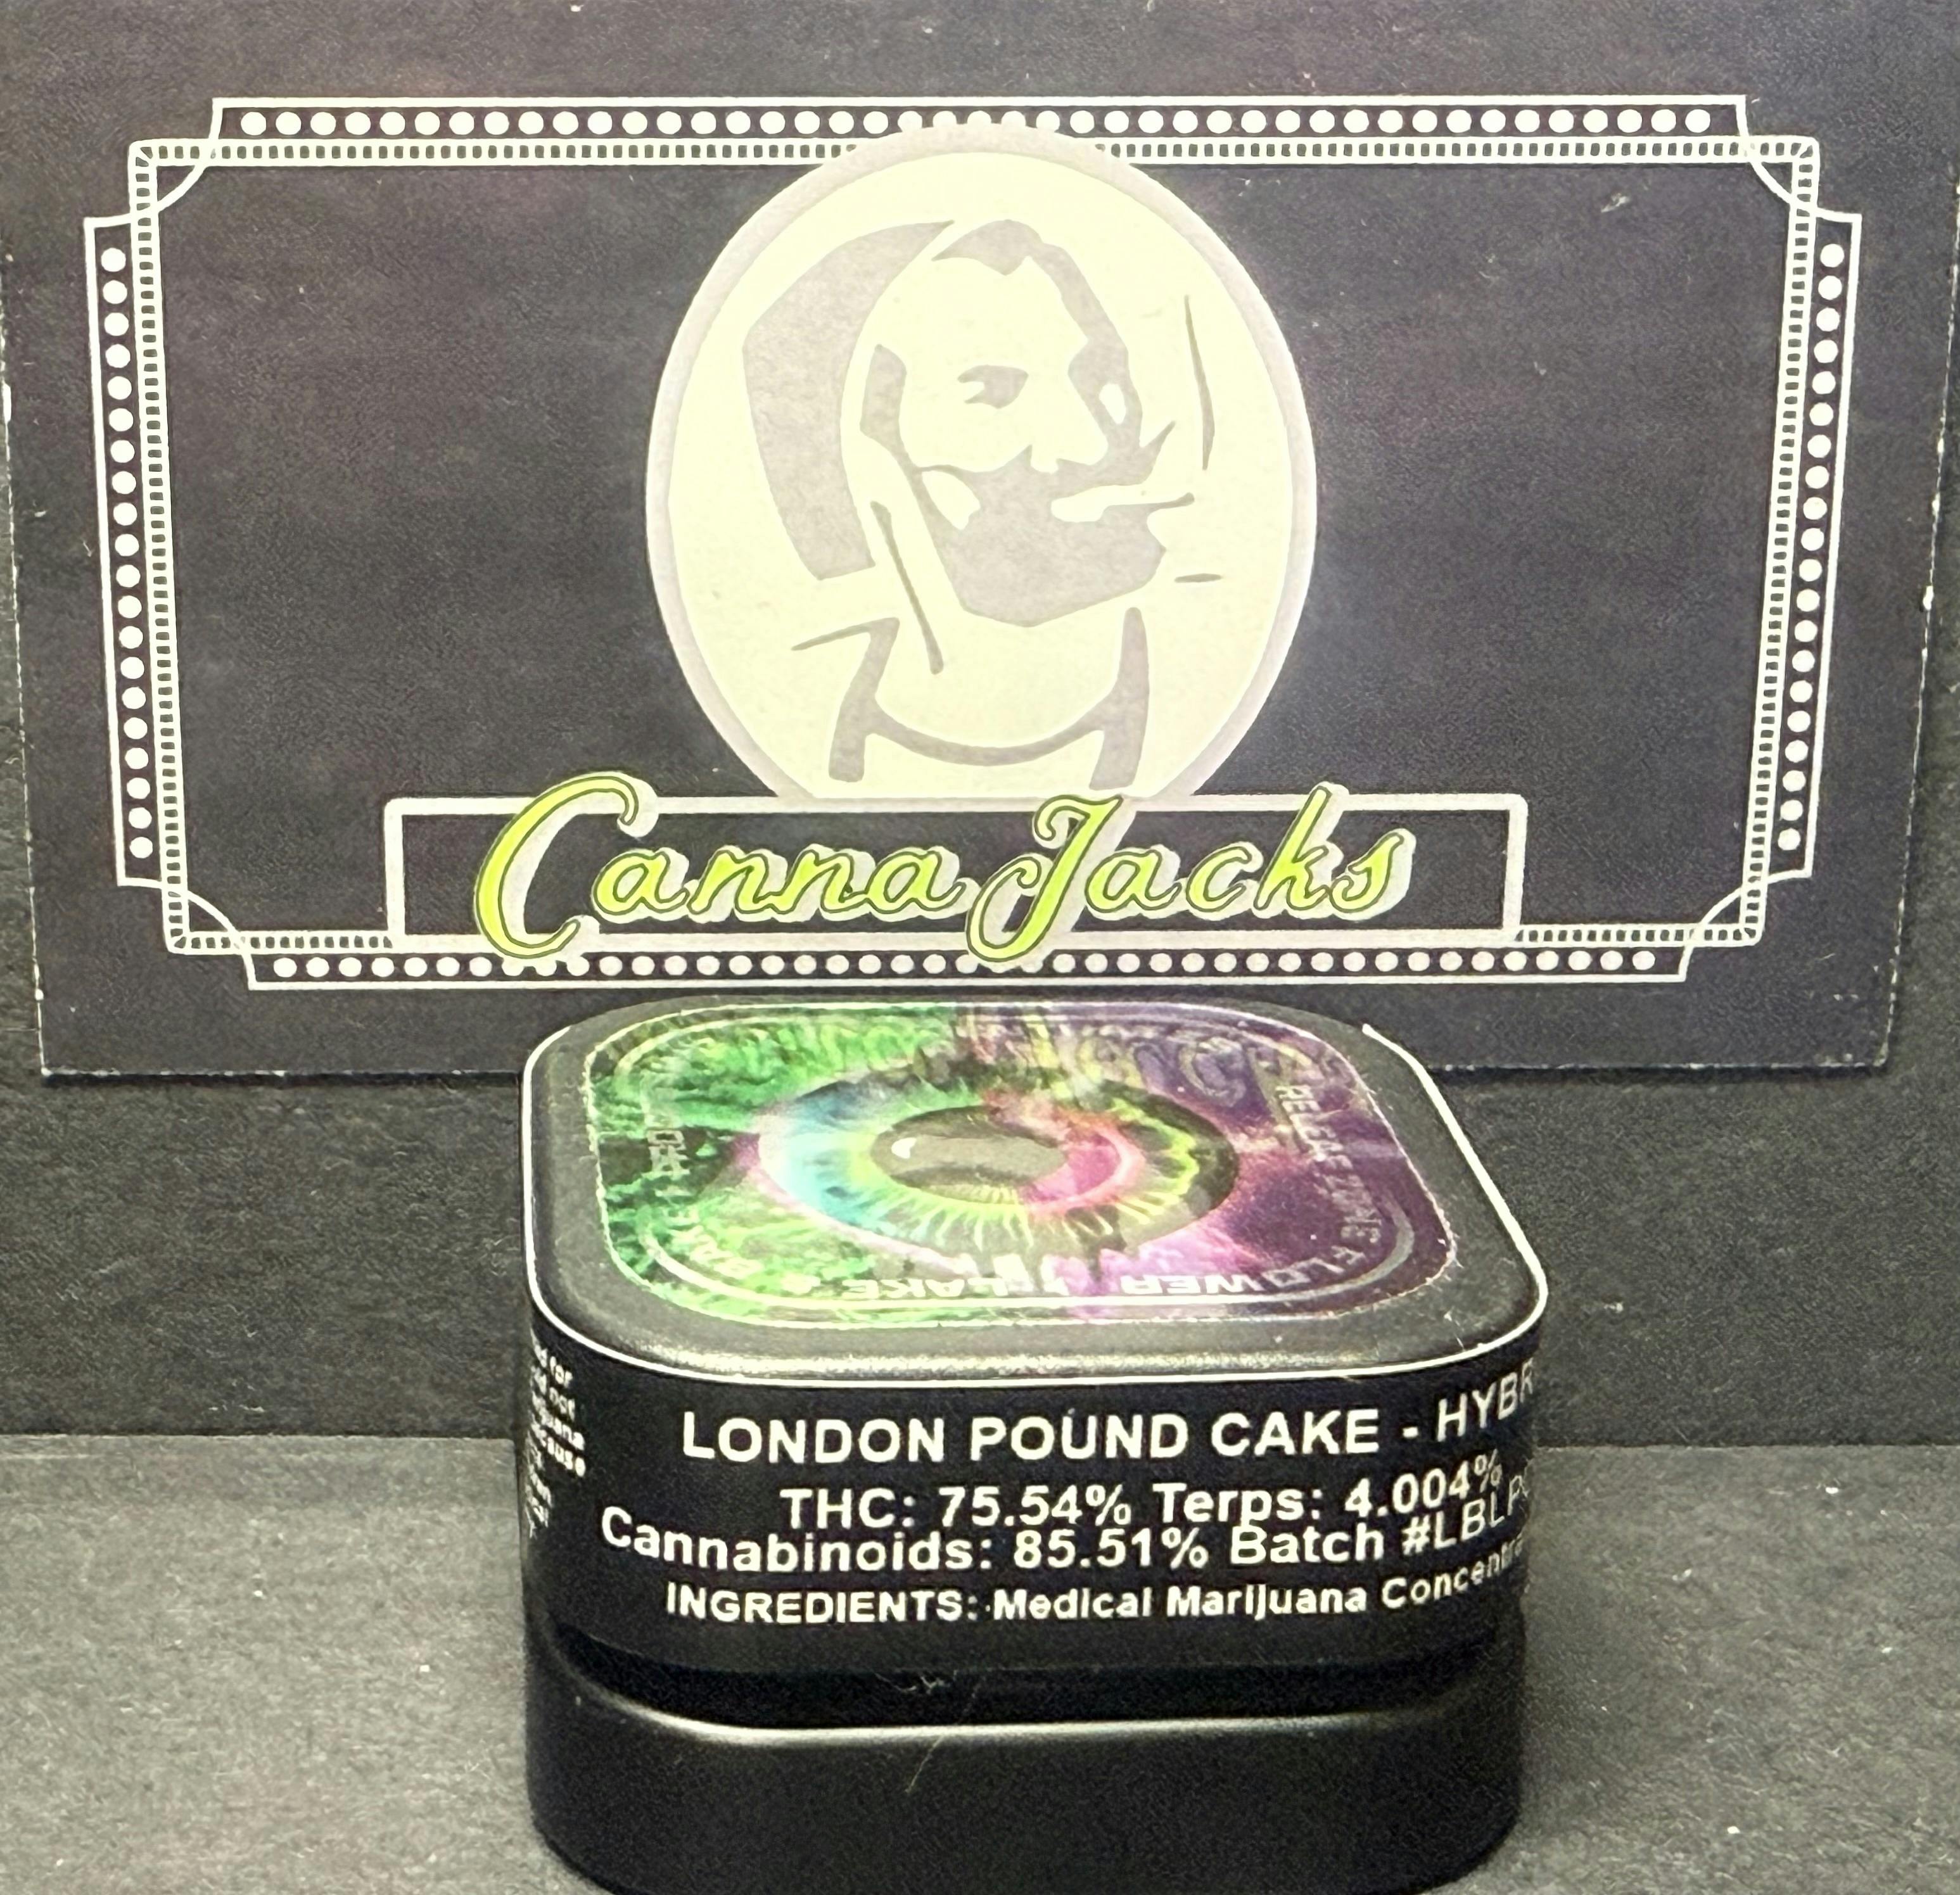 Canna Jacks
FLOWER
FLAKE
LONDON POUND CAKE - HYBR
THC: 75.54% Terps: 4.004%
Cannabinoids: 85.51% Batch #LBLP
INGREDIENTS: Medical Marijuana Concentra